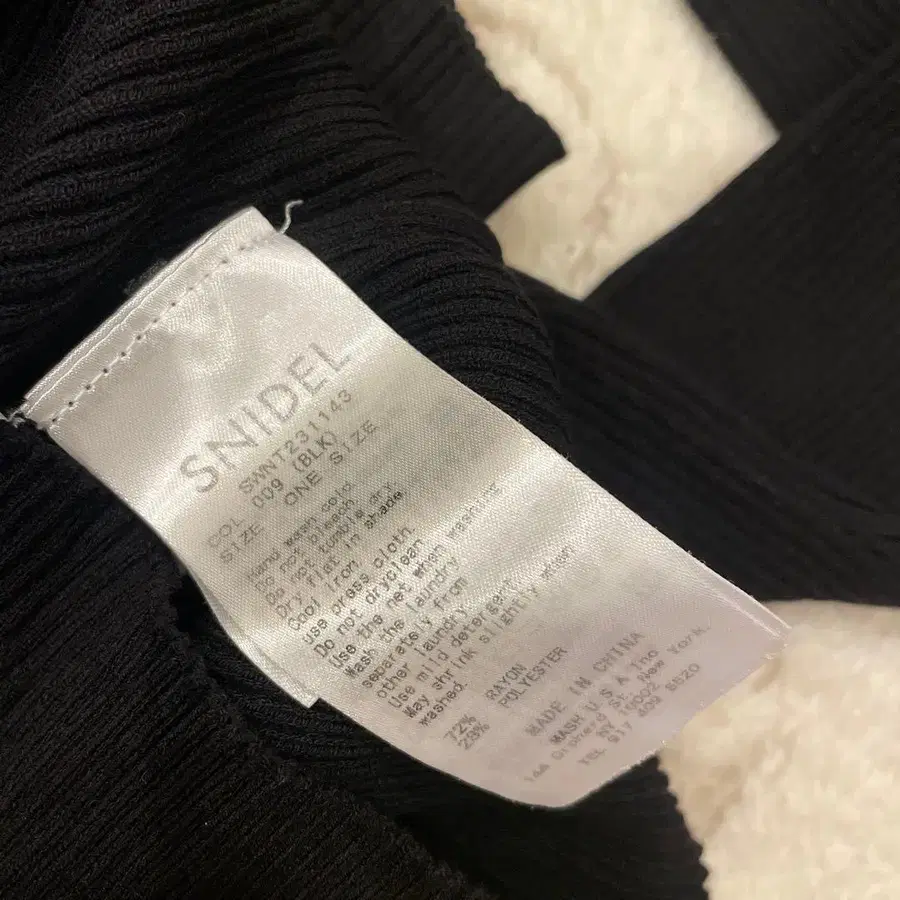 SNIDEL
SWNT231143
COL 009 (BLK)
SIZE ONE SIZE
Hand wash cold
Do not bleach.
Do not tumble dry.
Dry flat in shade.
Cool iron
Use press cloth.
Do not dryclean
Use the net when washing
Wash the laundry
separately from
other laundry
Use mild detergent.
May shrink slightly when
washed.
72% RAYON
28% POLYESTER
MADE IN CHINA
MASH U.S.A Inc
St. New York.
NY 10002
TEL 917 409